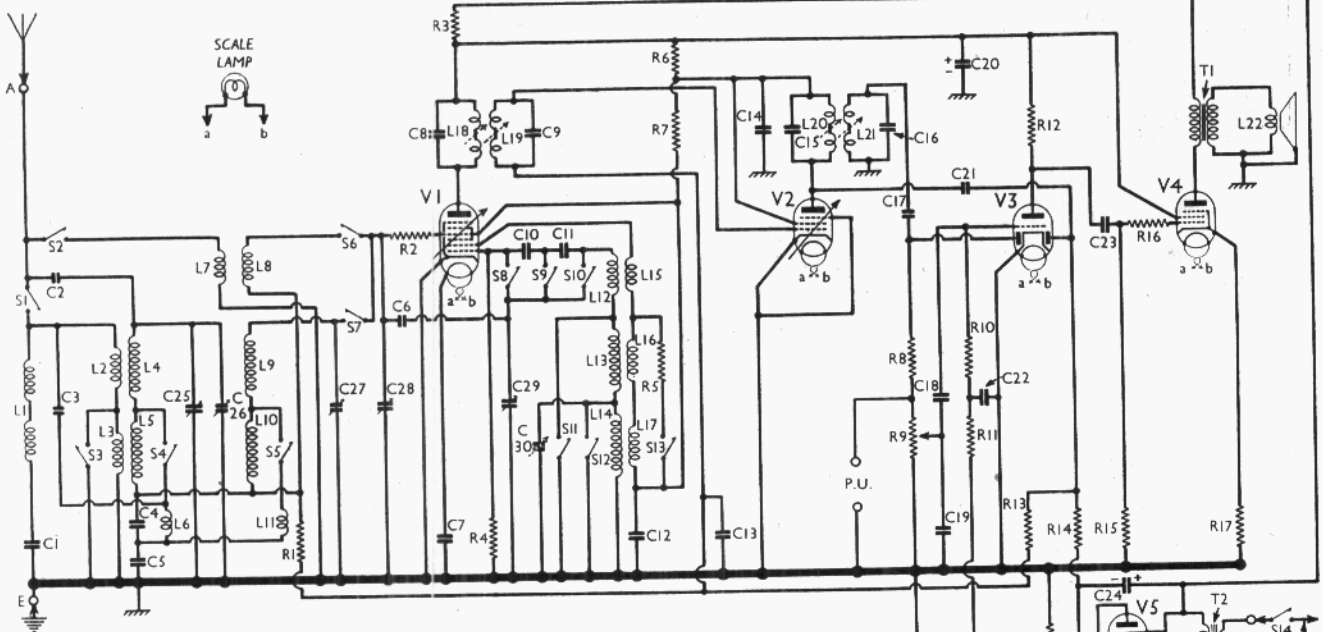 R3
SCALE
LAMP
A
a b
R6
+
-
C20
T1
C8
L18
L19
C9
R7
C14
L20
C15
L21
C16
R12
L22
V1
V2
C17
C21
V3
V4
S2
S6
R2
C10
C11
C23
R16
L7
L8
S8
S9
S10
L15
C2
a b
L12
a b
a b
a b
S1
S7
C6
R10
L2
L4
L9
L13
L16
R8
C3
C25
C
26
C27
C28
C29
R5
C18
C22
L1
L3
L5
L10
L14
L17
R9
R11
S3
S4
S5
C
30
S11
S12
S13
P.U.
C4
L6
L11
R13
C1
R1
C7
R4
C12
C13
C19
R14
R15
R17
C5
E
- +
C24
V5
T2
S14